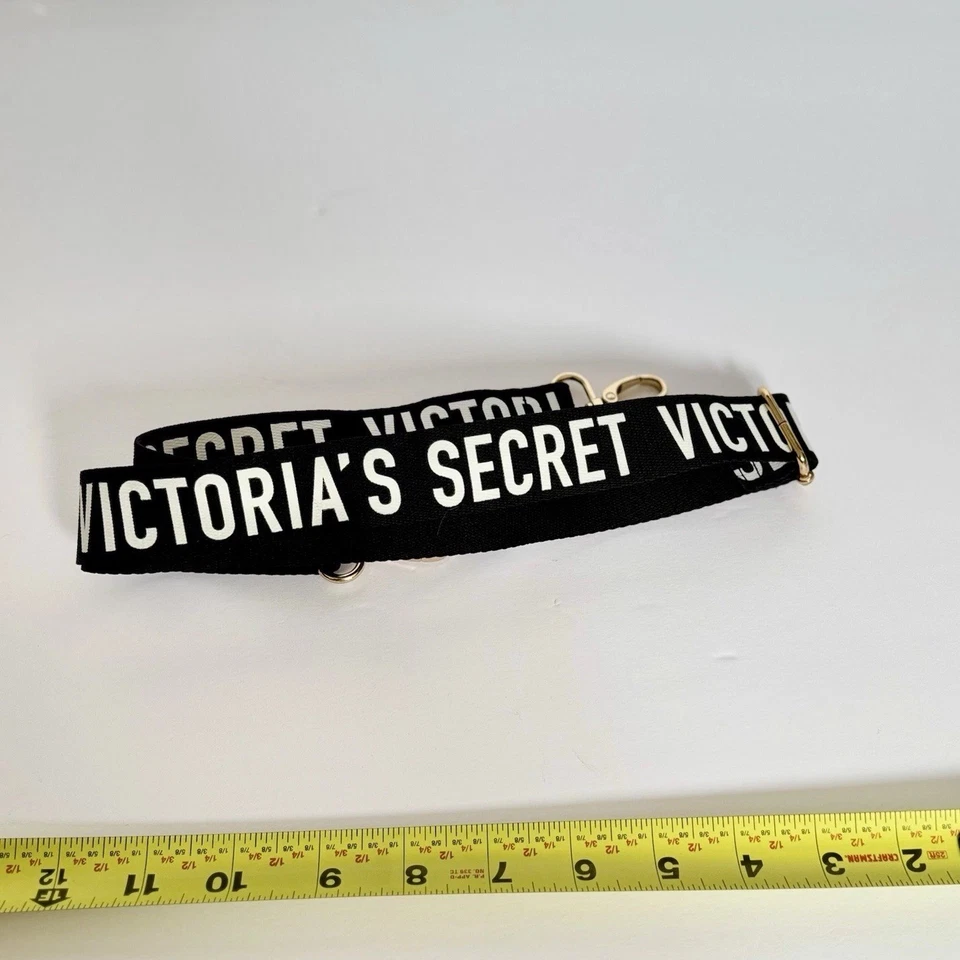 SECRET VICTORI
VICTORIA'S SECRET VICTO
12 11 10 9 8 7 6 5 4 3 2
CRAFTSMAN